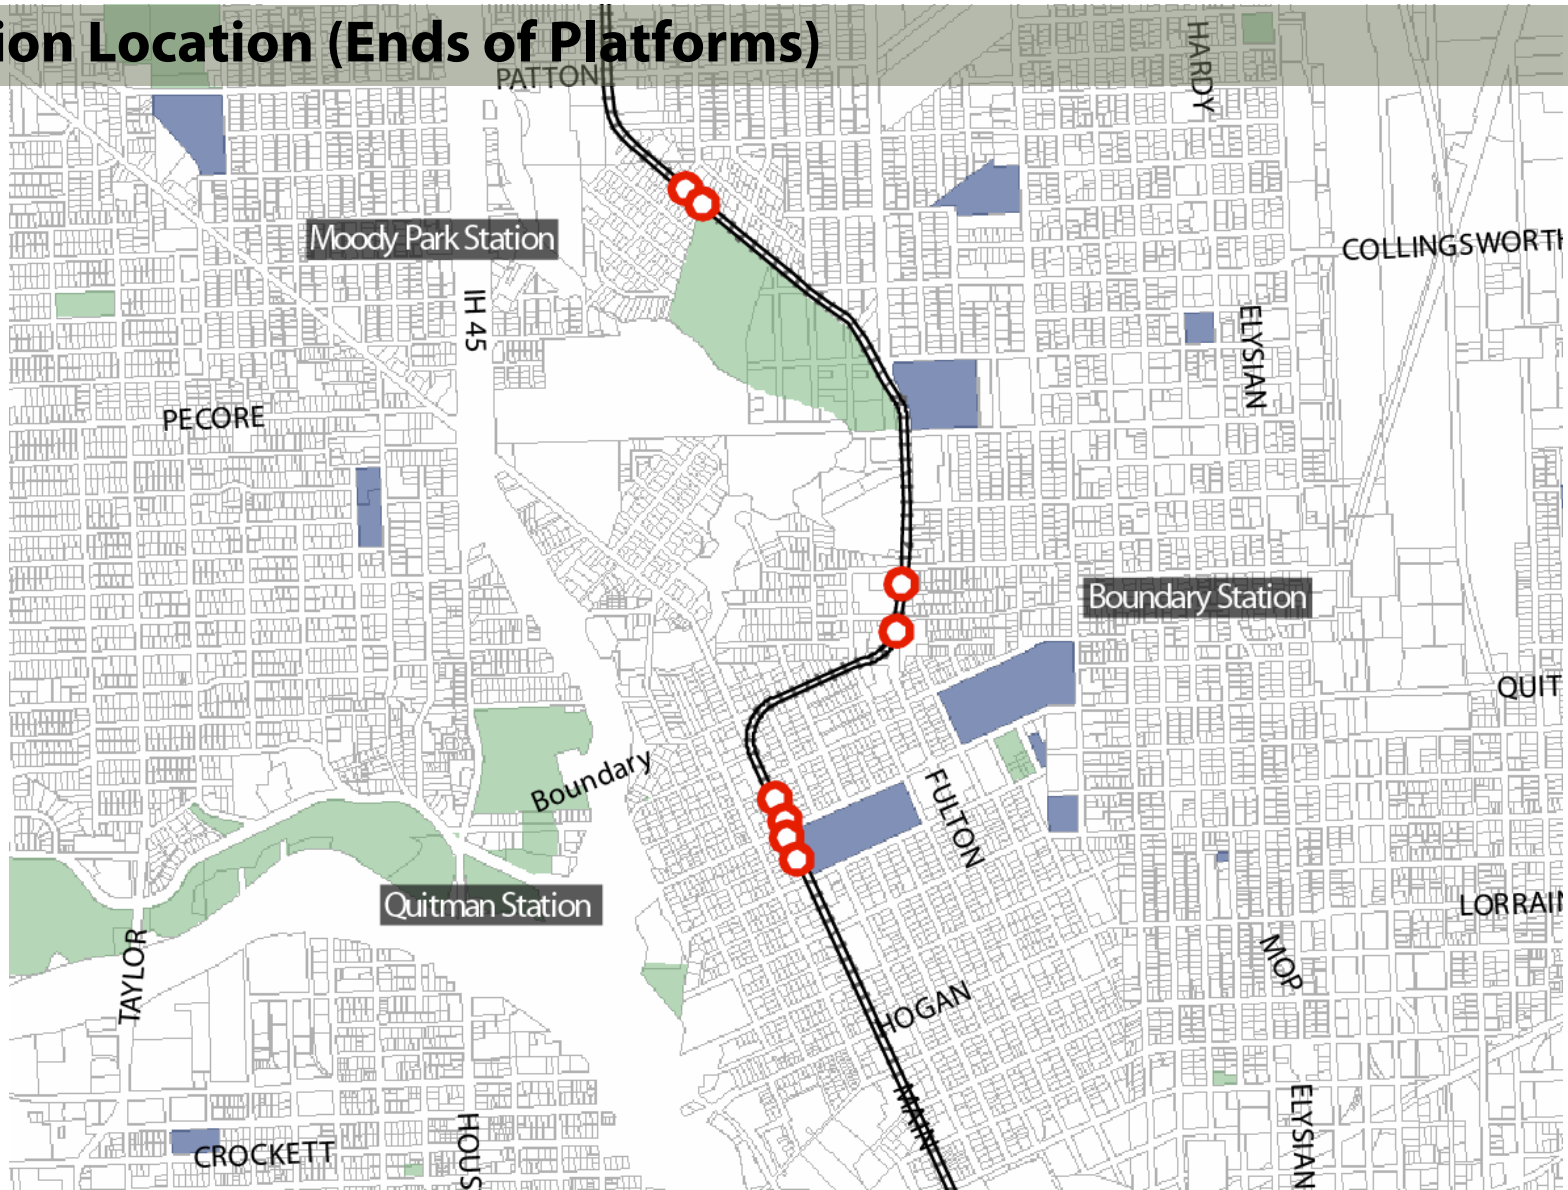 ion Location (Ends of Platforms)
PATTON
HARDY
Moody Park Station
COLLINGSWORTH
IH 45
ELYSIAN
PECORE
Boundary Station
QUIT
Boundary
FULTON
Quitman Station
LORRAIN
TAYLOR
MOP
HOGAN
MAIN
ELYSIAN
CROCKETT
HOUS